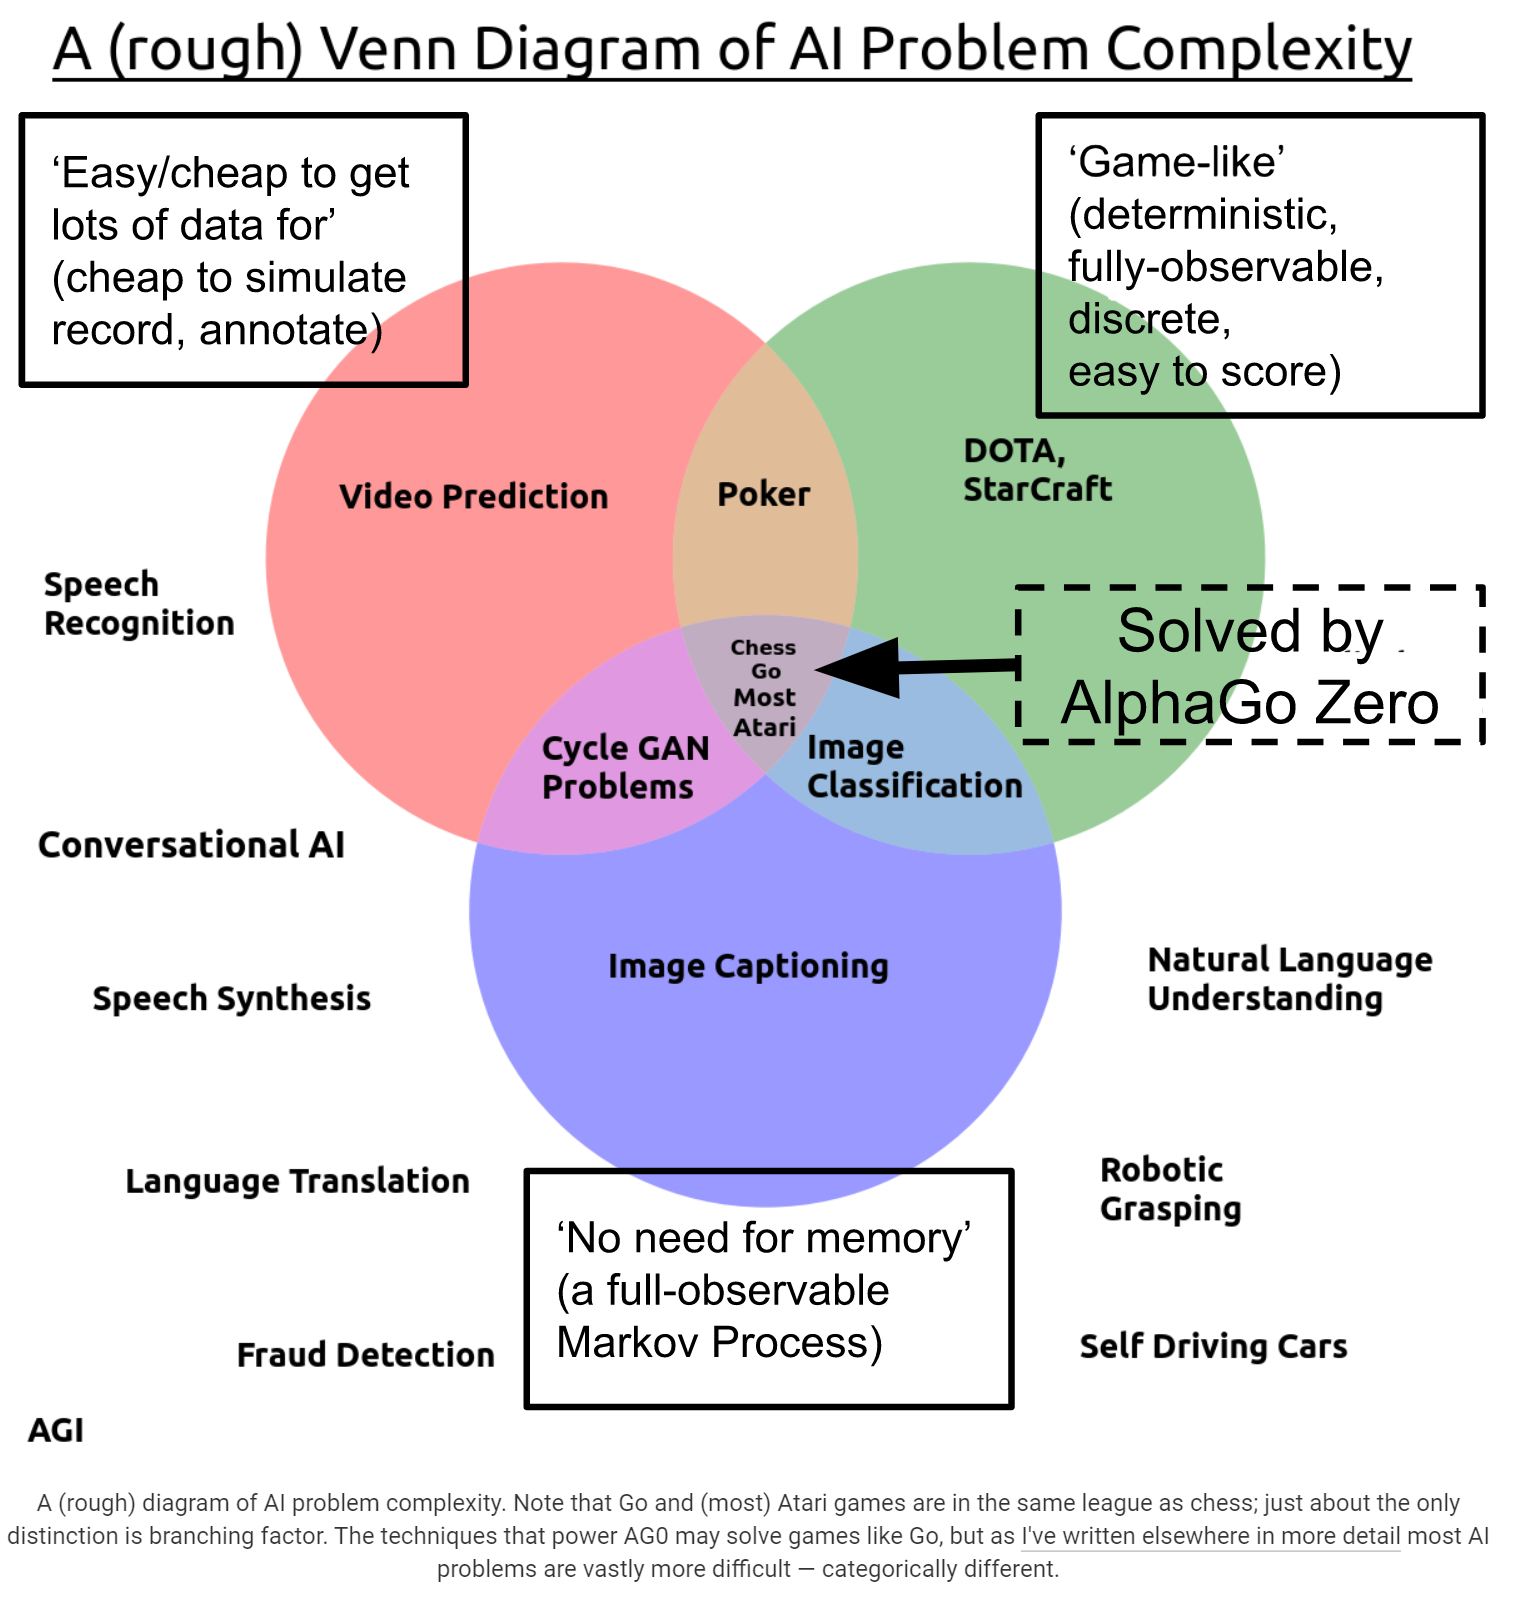 A (rough) Venn Diagram of AI Problem Complexity
‘Easy/cheap to get
lots of data for’
(cheap to simulate
record, annotate)
‘Game-like’
(deterministic,
fully-observable,
discrete,
easy to score)
Video Prediction
Poker
DOTA,
StarCraft
Speech
Recognition
Chess
Go
Most
Atari
Solved by
AlphaGo Zero
Cycle GAN
Problems
Image
Classification
Conversational AI
Image Captioning
Natural Language
Understanding
Speech Synthesis
Language Translation
Robotic
Grasping
‘No need for memory’
(a full-observable
Markov Process)
Fraud Detection
Self Driving Cars
AGI
A (rough) diagram of AI problem complexity. Note that Go and (most) Atari games are in the same league as chess; just about the only
distinction is branching factor. The techniques that power AG0 may solve games like Go, but as I've written elsewhere in more detail most AI
problems are vastly more difficult — categorically different.